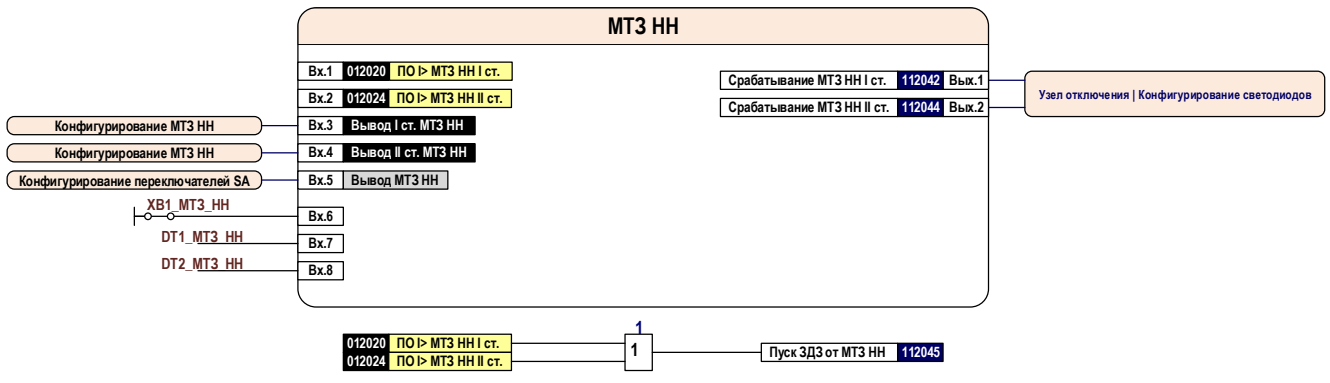 МТЗ НН
Вх.1 012020 ПО I> МТЗ НН I ст.
Срабатывание МТЗ НН I ст. 112042 Вых.1
Вх.2 012024 ПО I> МТЗ НН II ст.
Срабатывание МТЗ НН II ст. 112044 Вых.2
Узел отключения | Конфигурирование светодиодов
Конфигурирование МТЗ НН Вх.3 Вывод I ст. МТЗ НН
Конфигурирование МТЗ НН Вх.4 Вывод II ст. МТЗ НН
Конфигурирование переключателей SA Вх.5 Вывод МТЗ НН
XB1_МТЗ_НН Вх.6
DT1_МТЗ_НН Вх.7
DT2_МТЗ_НН Вх.8
1
012020 ПО I> МТЗ НН I ст.
012024 ПО I> МТЗ НН II ст.
1
Пуск ЗДЗ от МТЗ НН 112045